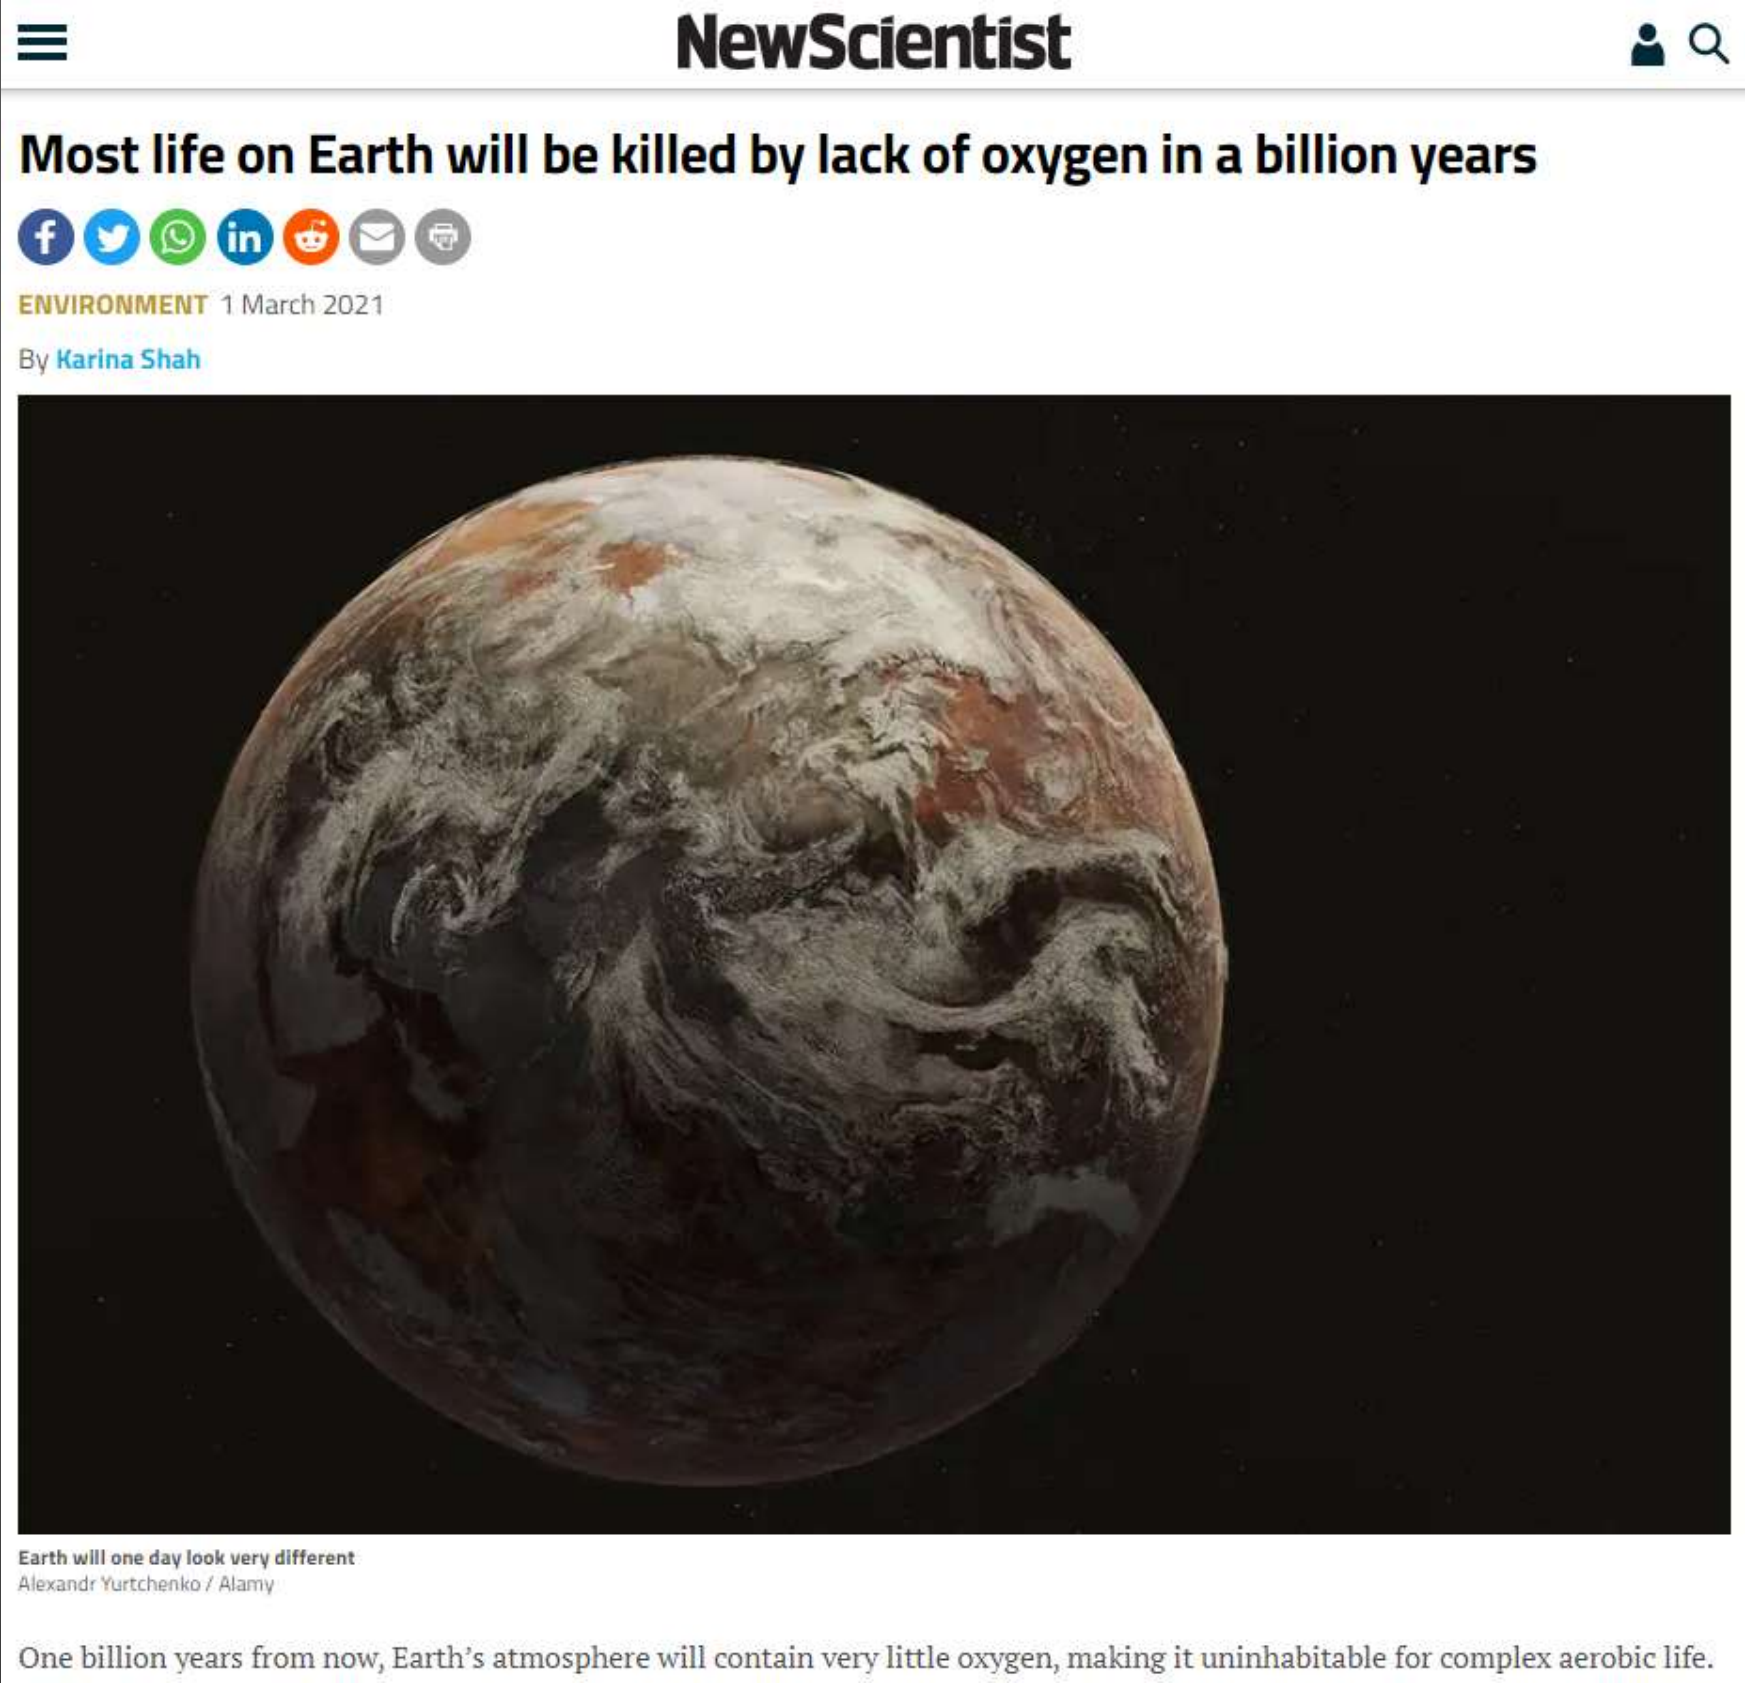 NewScientist
Most life on Earth will be killed by lack of oxygen in a billion years
ENVIRONMENT 1 March 2021
By Karina Shah
Earth will one day look very different
Alexandr Yurtchenko / Alamy
One billion years from now, Earth’s atmosphere will contain very little oxygen, making it uninhabitable for complex aerobic life.